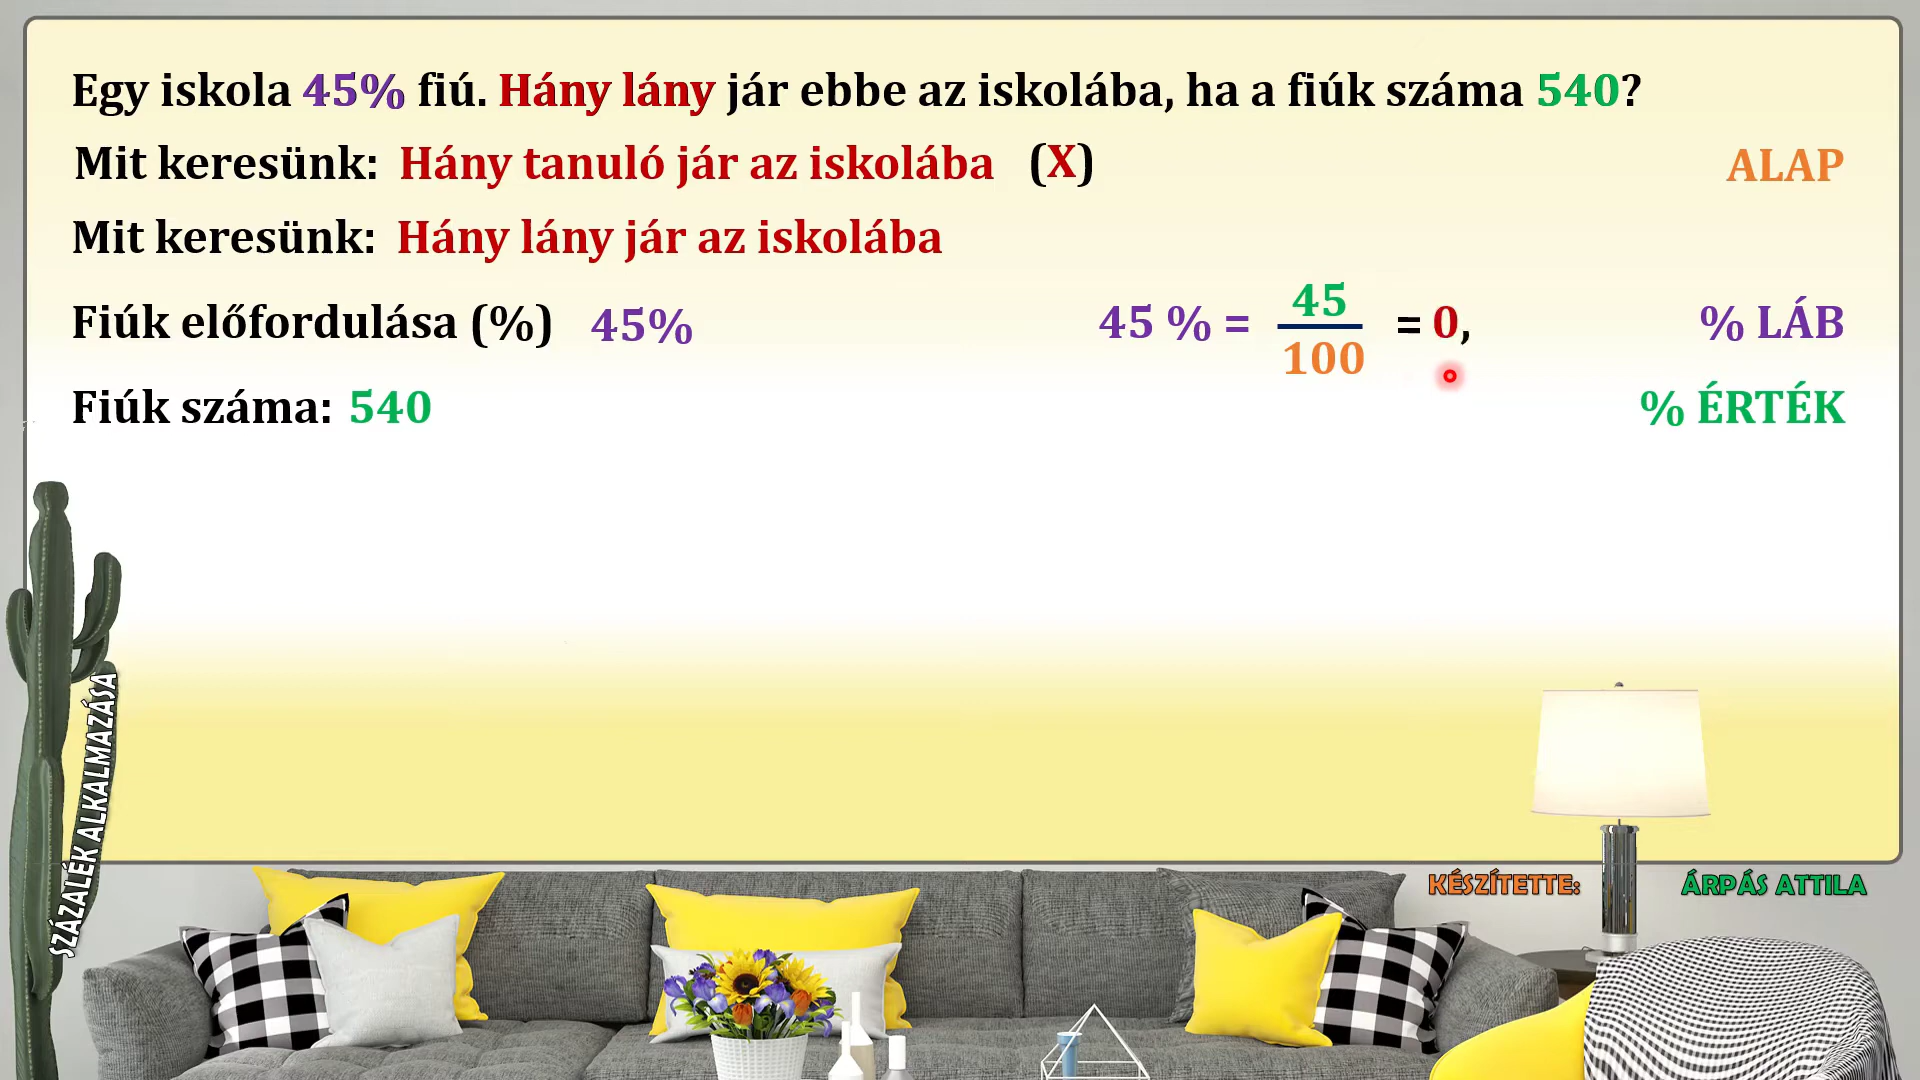 Egy iskola 45% fiú. Hány lány jár ebbe az iskolába, ha a fiúk száma 540?
Mit keresünk: Hány tanuló jár az iskolába (X) ALAP
Mit keresünk: Hány lány jár az iskolába
Fiúk előfordulása (%) 45% 45 % = 45/100 = 0, % LÁB
Fiúk száma: 540 % ÉRTÉK
SZÁZALÉK ALKALMAZÁSA
KÉSZÍTETTE: ÁRPÁS ATTILA